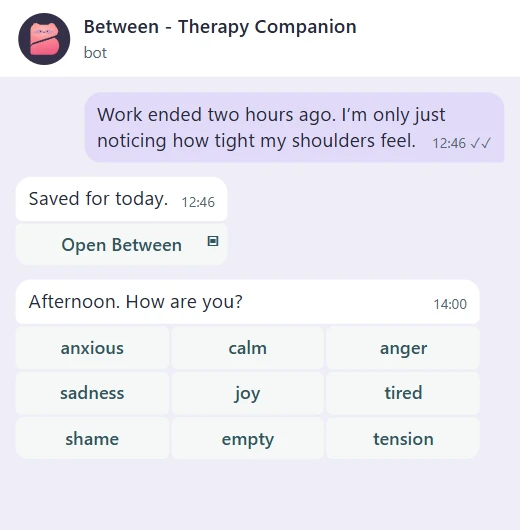 Between - Therapy Companion
bot
Work ended two hours ago. I’m only just
noticing how tight my shoulders feel. 12:46
Saved for today. 12:46
Open Between
Afternoon. How are you? 14:00
anxious calm anger
sadness joy tired
shame empty tension